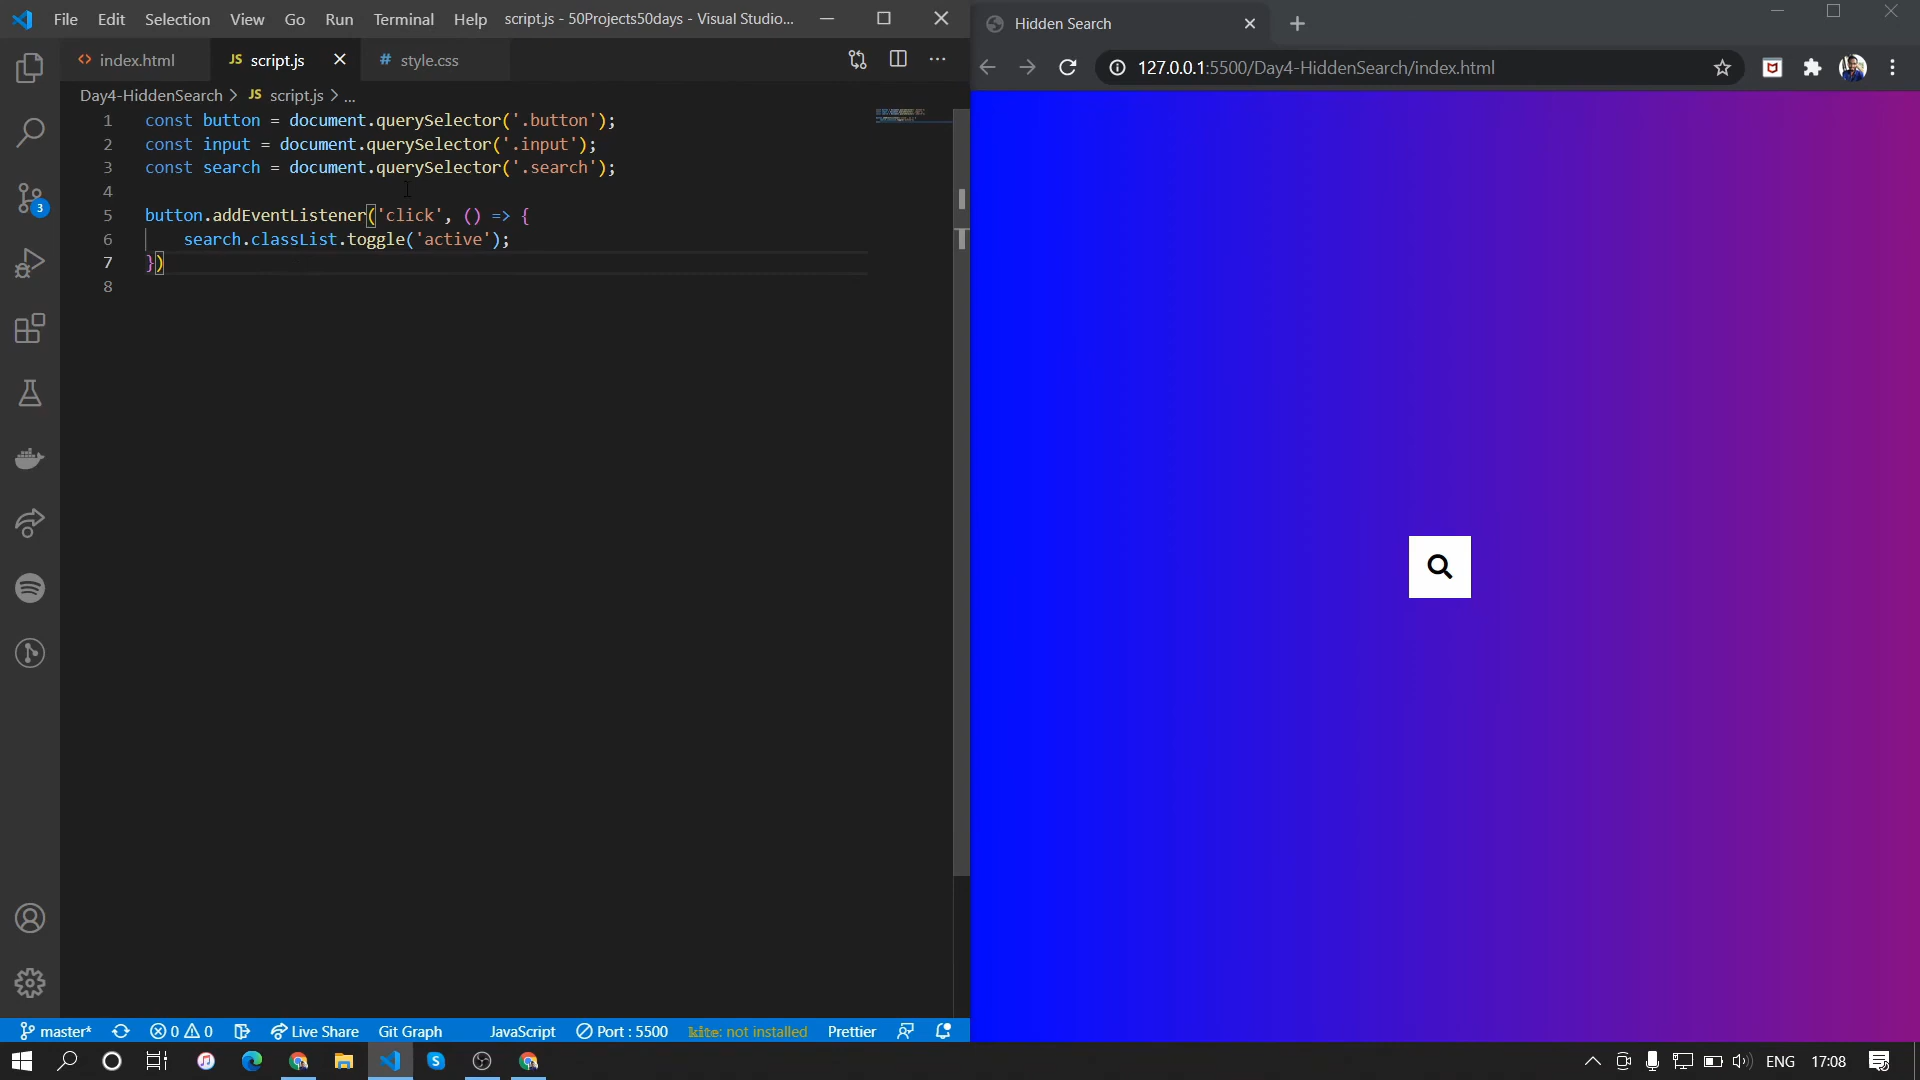 File Edit Selection View Go Run Terminal Help script.js - 50Projects50days - Visual Studio...
index.html JS script.js # style.css
Day4-HiddenSearch > JS script.js > ...
1 const button = document.querySelector('.button');
2 const input = document.querySelector('.input');
3 const search = document.querySelector('.search');
4
5 button.addEventListener('click', () => {
6 search.classList.toggle('active');
7 })
8
3
master* 0 0 Live Share Git Graph JavaScript Port : 5500 kite: not installed Prettier
Hidden Search
127.0.0.1:5500/Day4-HiddenSearch/index.html
ENG 17:08